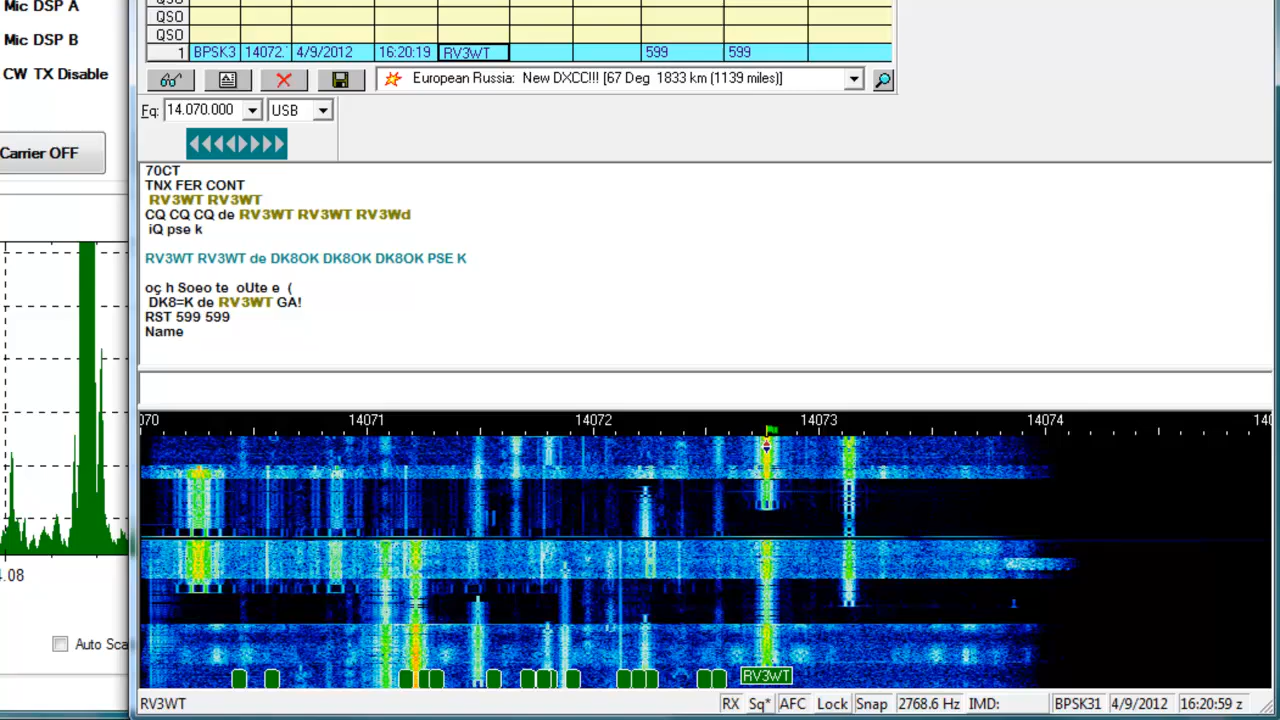 Mic DSP A
Mic DSP B
CW TX Disable
Carrier OFF
4.08
Auto Sca
QSO
QSO
QSO
1 BPSK3 14072. 4/9/2012 16:20:19 RV3WT 599 599
European Russia: New DXCC!!! [67 Deg 1833 km (1139 miles)]
Fq: 14.070.000 USB
70CT
TNX FER CONT
RV3WT RV3WT
CQ CQ CQ de RV3WT RV3WT RV3Wd
iQ pse k
RV3WT RV3WT de DK8OK DK8OK DK8OK PSE K
oç h Soeo te oUte e (
DK8=K de RV3WT GA!
RST 599 599
Name
070 14071 14072 14073 14074 140
RV3WT
RV3WT RX Sq* AFC Lock Snap 2768.6 Hz IMD: BPSK31 4/9/2012 16:20:59 z